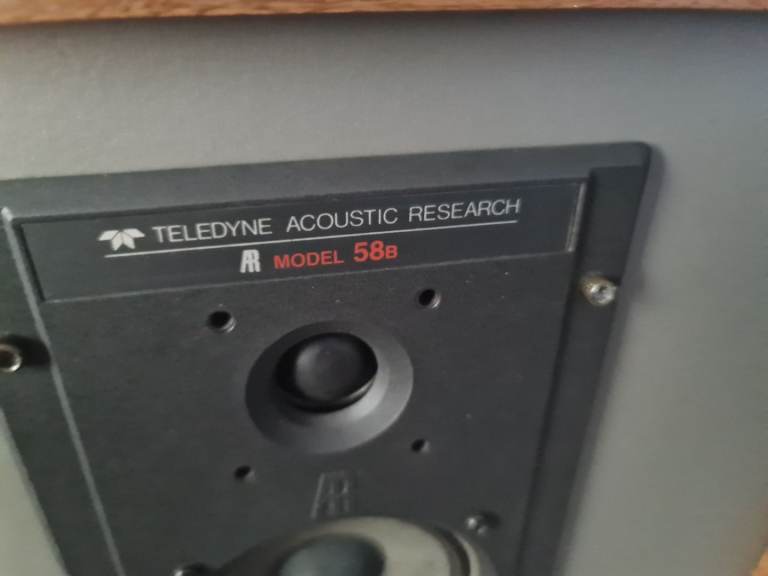 TELEDYNE ACOUSTIC RESEARCH
AR MODEL 58B
AR